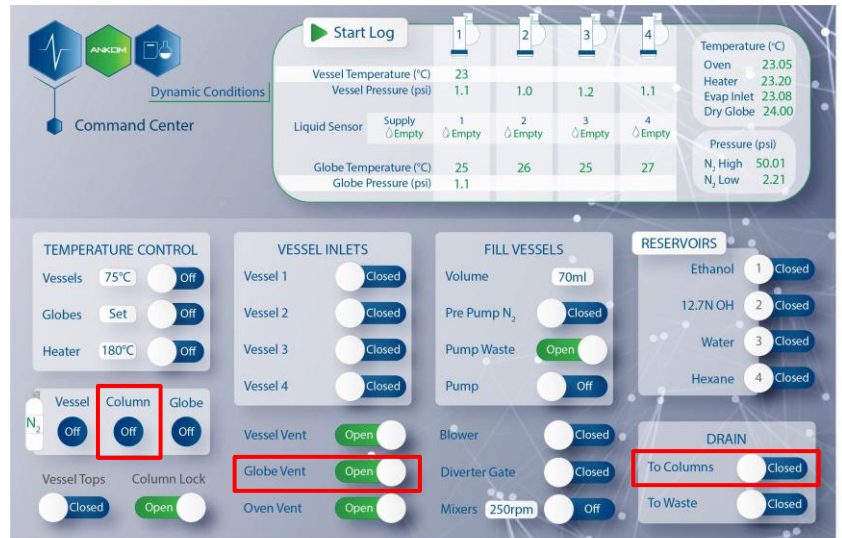 ANKOM
Dynamic Conditions
Command Center
Start Log
1 2 3 4
Vessel Temperature (°C) 23
Vessel Pressure (psi) 1.1 1.0 1.2 1.1
Liquid Sensor Supply Empty 1 Empty 2 Empty 3 Empty 4 Empty
Globe Temperature (°C) 25 26 25 27
Globe Pressure (psi) 1.1
Temperatur (°C)
Oven 23.05
Heater 23.20
Evap Inlet 23.08
Dry Globe 24.00
Pressure (psi)
N2 High 50.01
N2 Low 2.21
TEMPERATURE CONTROL
Vessels 75°C Off
Globes Set Off
Heater 180°C Off
N2
Vessel Column Globe
Off Off Off
Vessel Tops Column Lock
Closed Open
VESSEL INLETS
Vessel 1 Closed
Vessel 2 Closed
Vessel 3 Closed
Vessel 4 Closed
Vessel Vent Open
Globe Vent Open
Oven Vent Open
FILL VESSELS
Volume 70ml
Pre Pump N2 Closed
Pump Waste Open
Pump Off
Blower Closed
Diverter Gate Closed
Mixers 250rpm Off
RESERVOIRS
Ethanol 1 Closed
12.7N OH 2 Closed
Water 3 Closed
Hexane 4 Closed
DRAIN
To Columns Closed
To Waste Closed